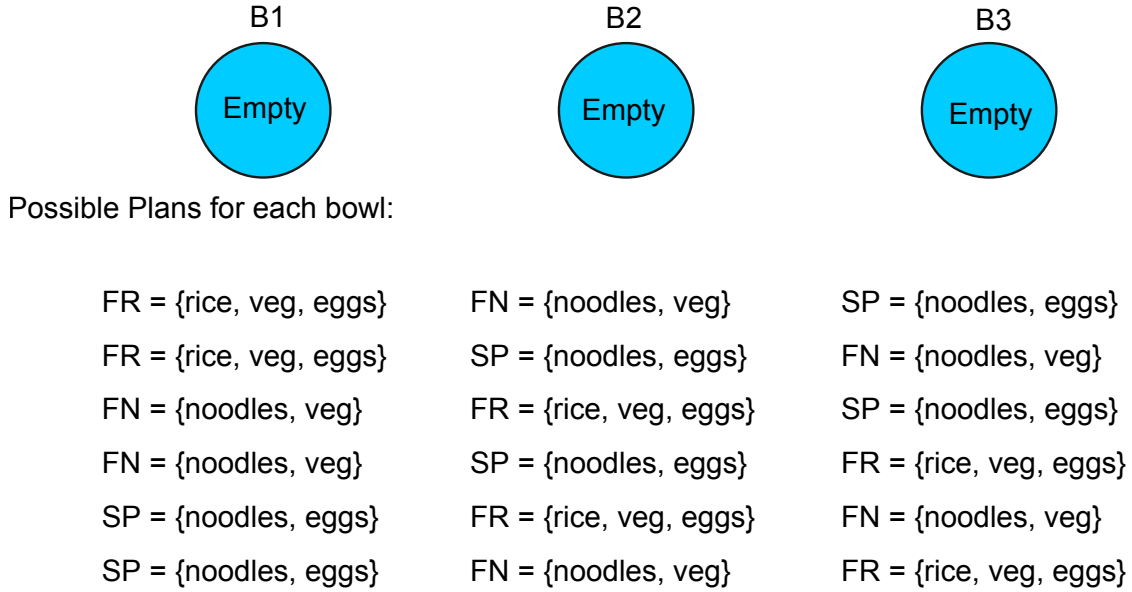 B1 B2 B3
Empty Empty Empty
Possible Plans for each bowl:
FR = {rice, veg, eggs} FN = {noodles, veg} SP = {noodles, eggs}
FR = {rice, veg, eggs} SP = {noodles, eggs} FN = {noodles, veg}
FN = {noodles, veg} FR = {rice, veg, eggs} SP = {noodles, eggs}
FN = {noodles, veg} SP = {noodles, eggs} FR = {rice, veg, eggs}
SP = {noodles, eggs} FR = {rice, veg, eggs} FN = {noodles, veg}
SP = {noodles, eggs} FN = {noodles, veg} FR = {rice, veg, eggs}